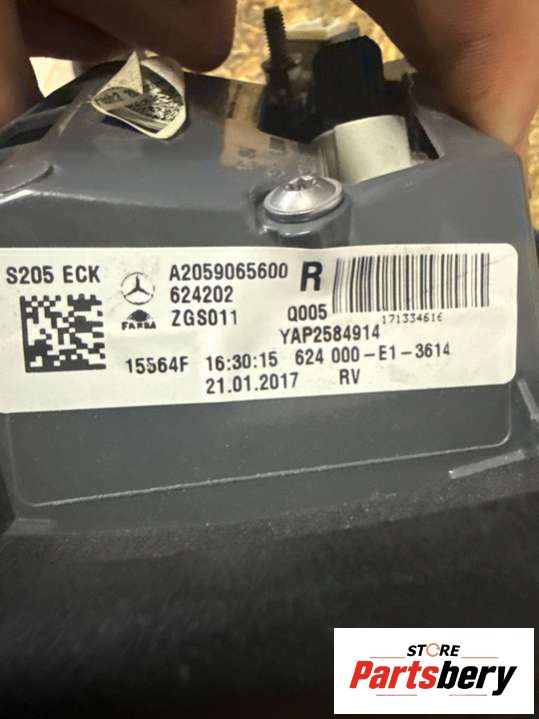 S205 ECK
A2059065600 R
624202
FARBA ZGS011 Q005
171334616
YAP2584914
15564F 16:30:15 624 000-E1-3614
21.01.2017 RV
STORE
Partsbery